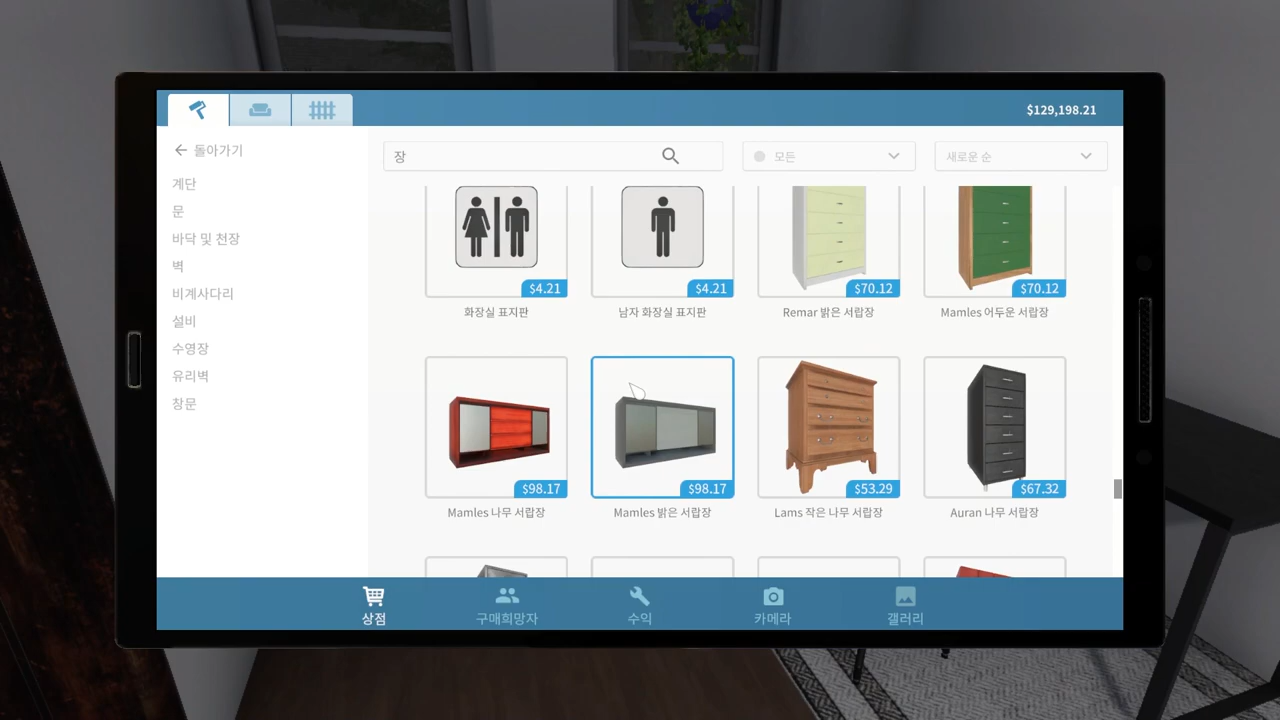 $129,198.21
돌아가기
장
모든
새로운 순
계단
문
바닥 및 천장
벽
비계사다리
설비
수영장
유리벽
창문
$4.21
$4.21
$70.12
$70.12
화장실 표지판
남자 화장실 표지판
Remar 밝은 서랍장
Mamles 어두운 서랍장
$98.17
$98.17
$53.29
$67.32
Mamles 나무 서랍장
Mamles 밝은 서랍장
Lams 작은 나무 서랍장
Auran 나무 서랍장
상점
구매희망자
수익
카메라
갤러리